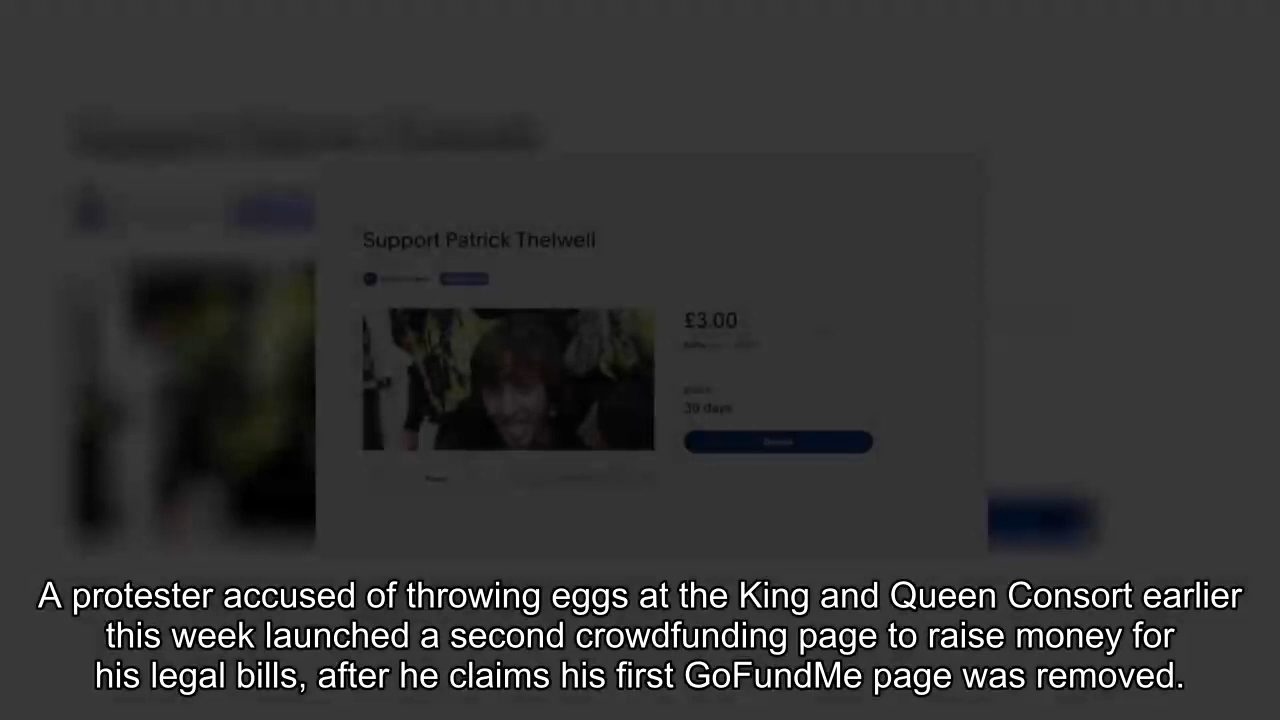 Support Patrick Thelwell
£3.00
39 days
A protester accused of throwing eggs at the King and Queen Consort earlier
this week launched a second crowdfunding page to raise money for
his legal bills, after he claims his first GoFundMe page was removed.